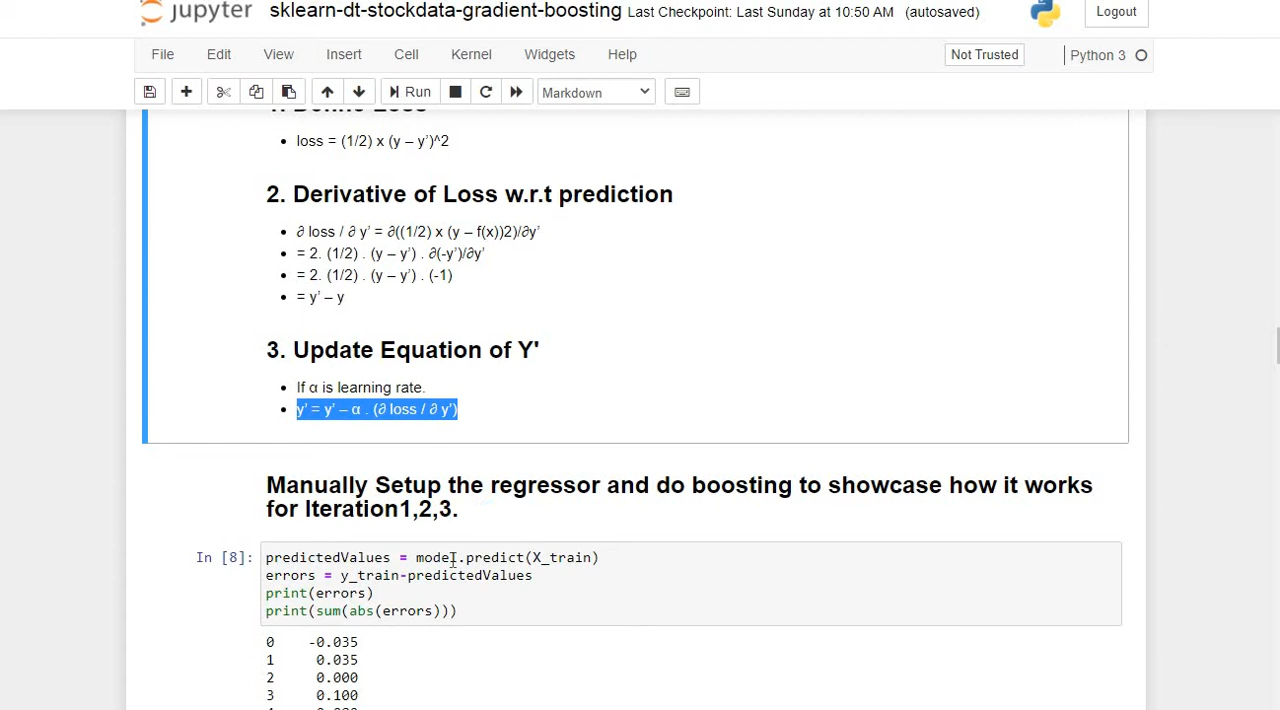 jupyter sklearn-dt-stockdata-gradient-boosting Last Checkpoint: Last Sunday at 10:50 AM (autosaved) Logout
File Edit View Insert Cell Kernel Widgets Help Not Trusted Python 3
Run Markdown
1. Define Loss
• loss = (1/2) x (y – y’)^2
2. Derivative of Loss w.r.t prediction
• ∂ loss / ∂ y’ = ∂((1/2) x (y – f(x))2)/∂y’
• = 2. (1/2) . (y – y’) . ∂(-y’)/∂y’
• = 2. (1/2) . (y – y’) . (-1)
• = y’ – y
3. Update Equation of Y'
• If α is learning rate.
• y’ = y’ – α . (∂ loss / ∂ y’)
Manually Setup the regressor and do boosting to showcase how it works
for Iteration1,2,3.
In [8]: predictedValues = model.predict(X_train)
errors = y_train-predictedValues
print(errors)
print(sum(abs(errors)))
0 -0.035
1 0.035
2 0.000
3 0.100